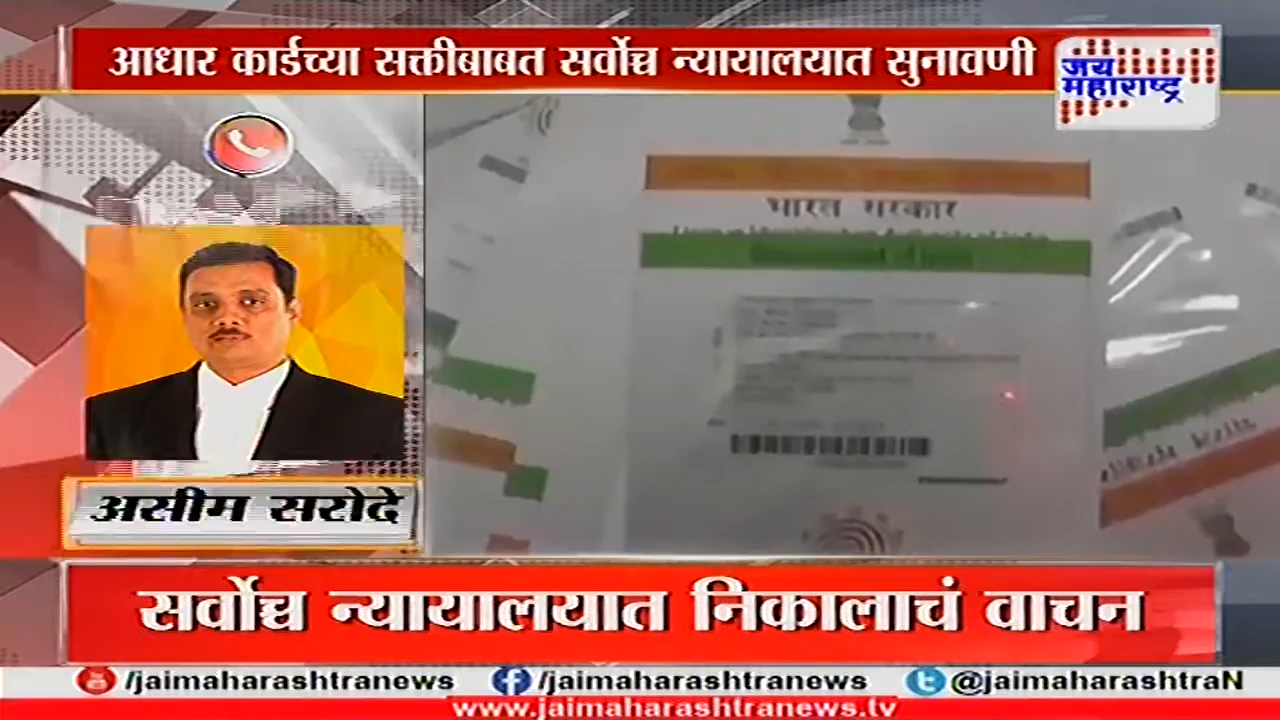 आधार कार्डच्या सक्तीबाबत सर्वोच्च न्यायालयात सुनावणी
जय
महाराष्ट्र
भारत सरकार
असीम सरोदे
सर्वोच्च न्यायालयात निकालाचं वाचन
/jaimaharashtranews /jaimaharashtranews @jaimaharashtraN
www.jaimaharashtranews.tv